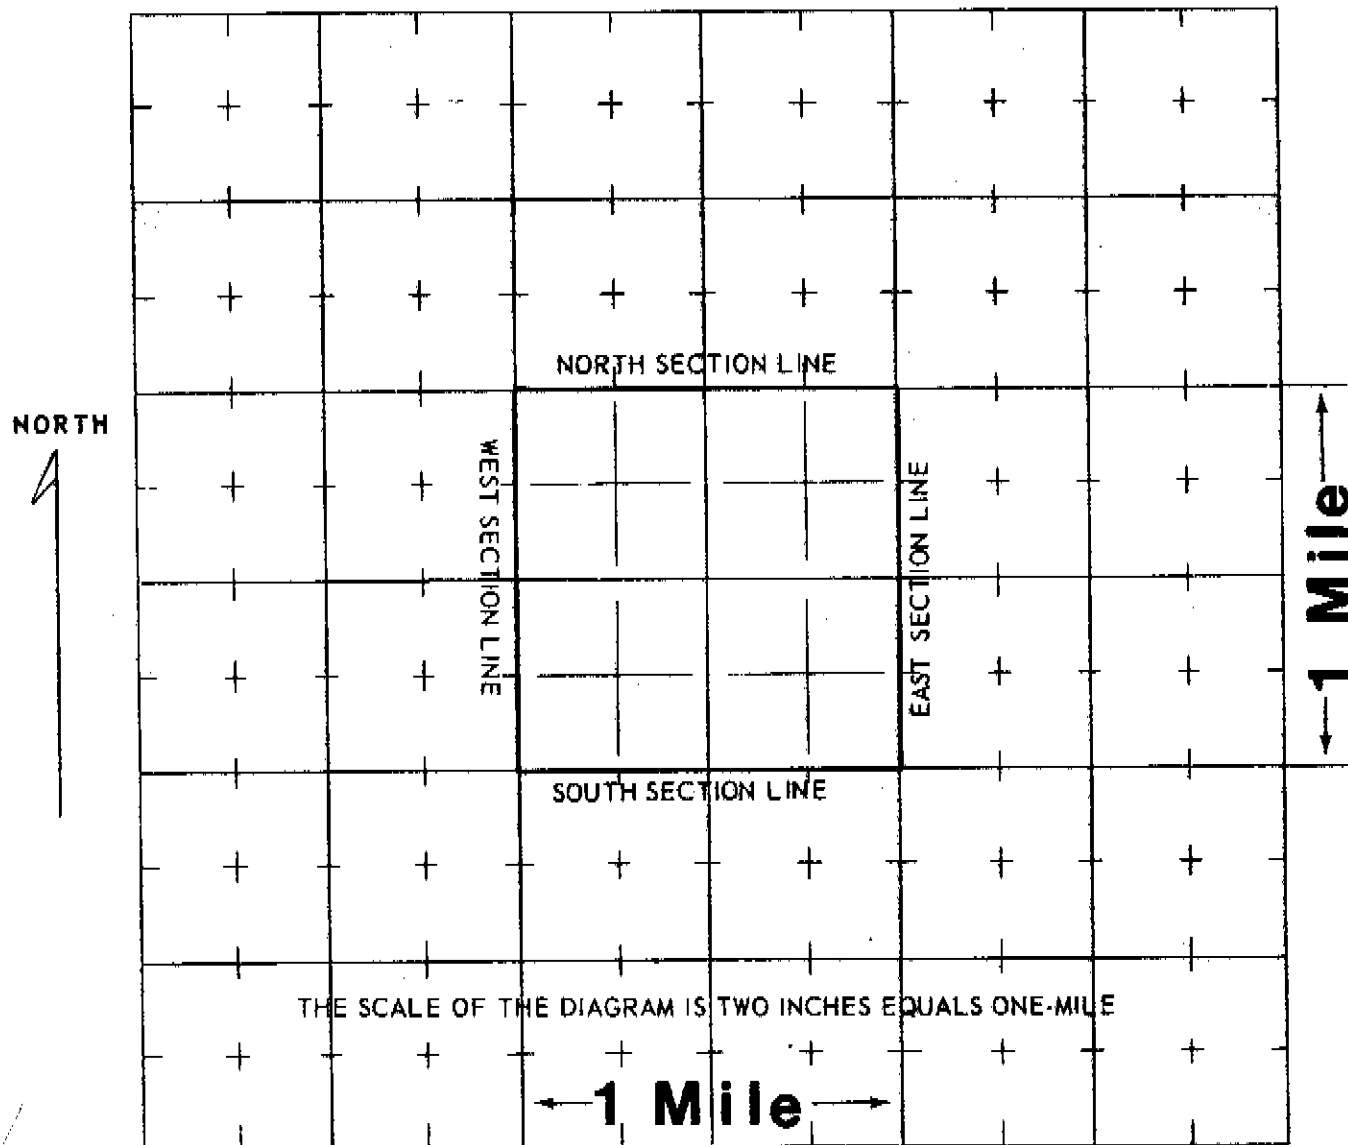 NORTH SECTION LINE
NORTH
WEST SECTION LINE
EAST SECTION LINE
1 Mile
SOUTH SECTION LINE
THE SCALE OF THE DIAGRAM IS TWO INCHES EQUALS ONE-MILE
1 Mile